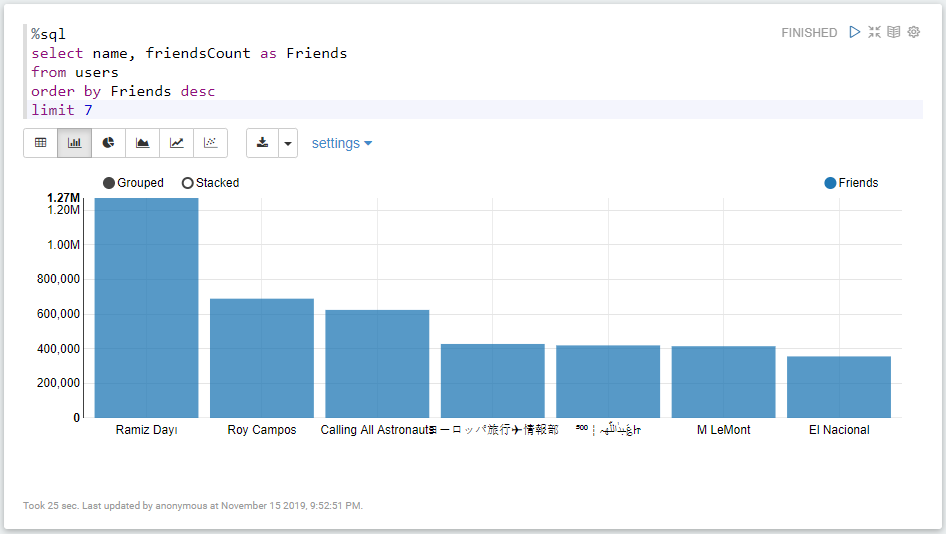 %sql
FINISHED
select name, friendsCount as Friends
from users
order by Friends desc
limit 7
settings
Grouped
Stacked
Friends
1.27M
1.20M
1.00M
800,000
600,000
400,000
200,000
0
Ramiz Dayı
Roy Campos
Calling All Astronauts
ヨーロッパ旅行✈情報部
M LeMont
El Nacional
Took 25 sec. Last updated by anonymous at November 15 2019, 9:52:51 PM.